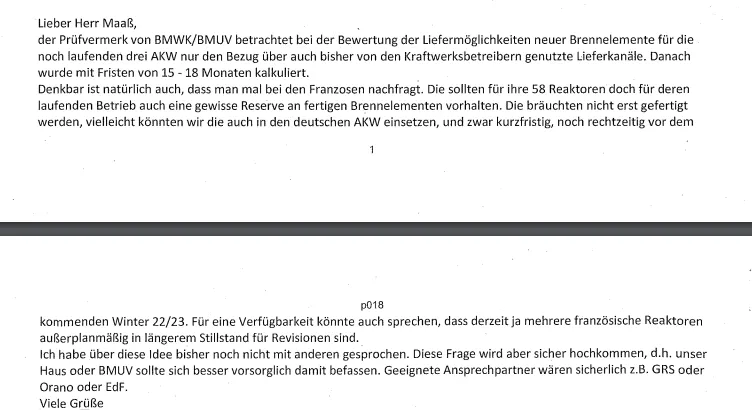 Lieber Herr Maaß,
der Prüfvermerk von BMWK/BMUV betrachtet bei der Bewertung der Liefermöglichkeiten neuer Brennelemente für die
noch laufenden drei AKW nur den Bezug über auch bisher von den Kraftwerksbetreibern genutzte Lieferkanäle. Danach
wurde mit Fristen von 15 - 18 Monaten kalkuliert.
Denkbar ist natürlich auch, dass man mal bei den Franzosen nachfragt. Die sollten für ihre 58 Reaktoren doch für deren
laufenden Betrieb auch eine gewisse Reserve an fertigen Brennelementen vorhalten. Die bräuchten nicht erst gefertigt
werden, vielleicht könnten wir die auch in den deutschen AKW einsetzen, und zwar kurzfristig, noch rechtzeitig vor dem
1
p018
kommenden Winter 22/23. Für eine Verfügbarkeit könnte auch sprechen, dass derzeit ja mehrere französische Reaktoren
außerplanmäßig in längerem Stillstand für Revisionen sind.
Ich habe über diese Idee bisher noch nicht mit anderen gesprochen. Diese Frage wird aber sicher hochkommen, d.h. unser
Haus oder BMUV sollte sich besser vorsorglich damit befassen. Geeignete Ansprechpartner wären sicherlich z.B. GRS oder
Orano oder EdF.
Viele Grüße